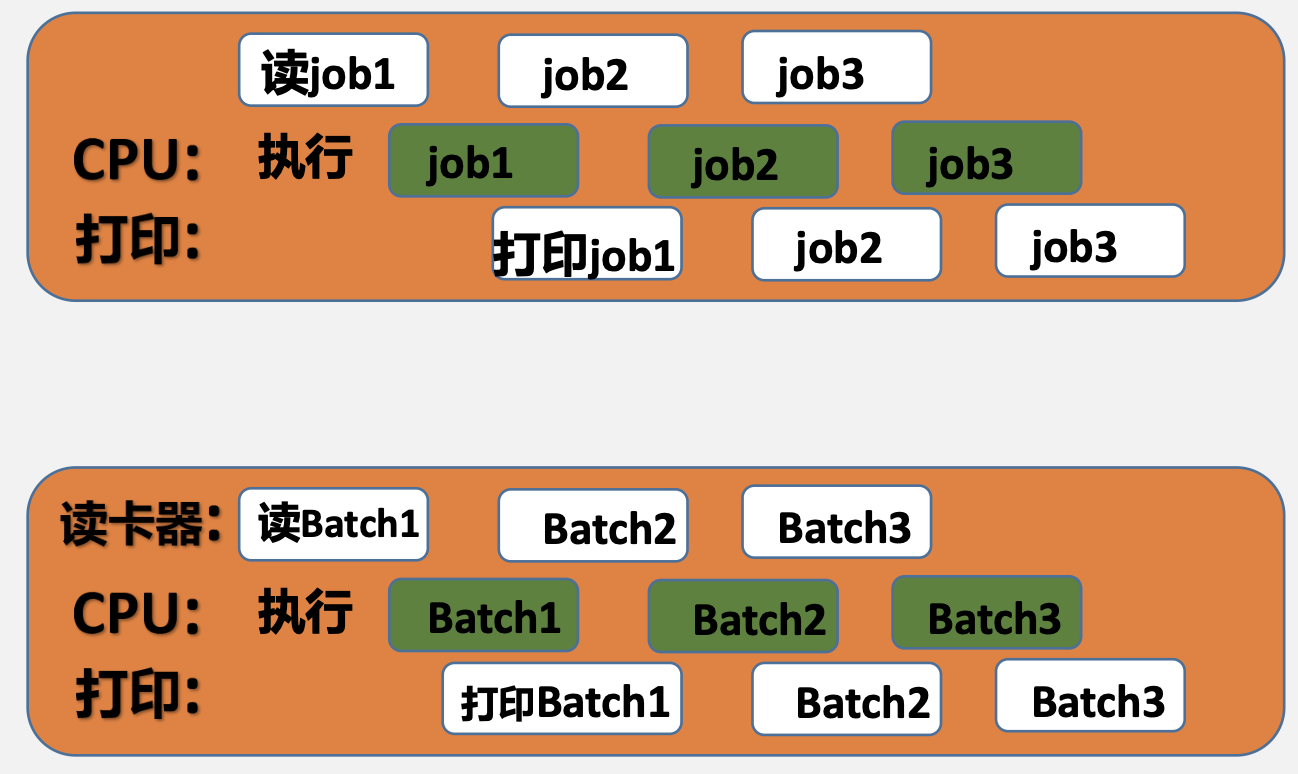 读job1 job2 job3
CPU: 执行 job1 job2 job3
打印: 打印job1 job2 job3
读卡器: 读Batch1 Batch2 Batch3
CPU: 执行 Batch1 Batch2 Batch3
打印: 打印Batch1 Batch2 Batch3